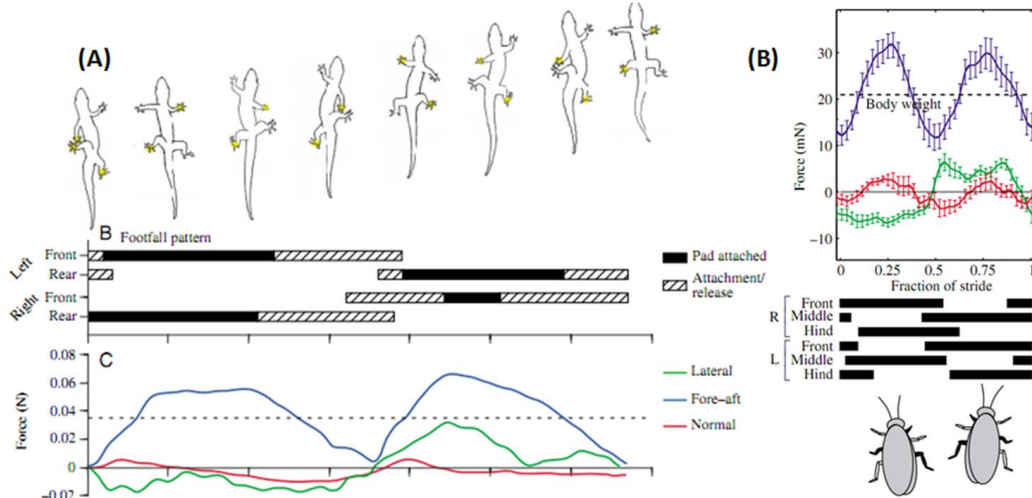 (A)
B
Footfall pattern
Left
Front
Rear
Right
Front
Rear
Pad attached
Attachment/
release
C
0.08
0.06
0.04
0.02
0
-0.02
Force (N)
Lateral
Fore-aft
Normal
(B)
30
20
10
0
-10
Force (mN)
Body weight
0 0.25 0.5 0.75 1
Fraction of stride
R
Front
Middle
Hind
L
Front
Middle
Hind